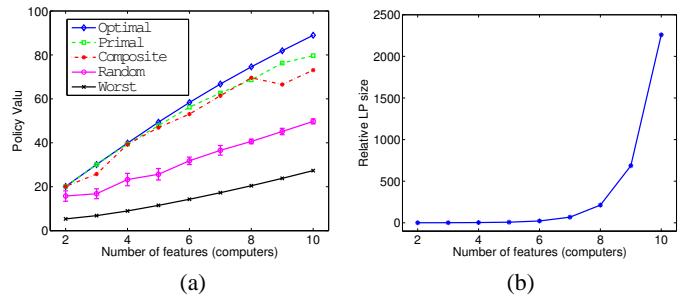 100
80
60
40
20
0
Policy Valu
Optimal
Primal
Composite
Random
Worst
2 4 6 8 10
Number of features (computers)
(a)
2500
2000
1500
1000
500
0
Relative LP size
2 4 6 8 10
Number of features (computers)
(b)